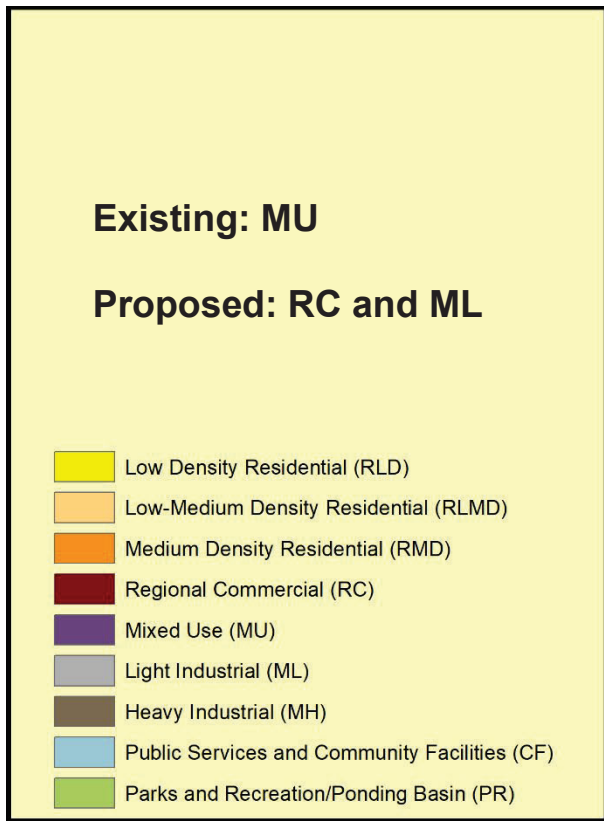 Existing: MU
Proposed: RC and ML
Low Density Residential (RLD)
Low-Medium Density Residential (RLMD)
Medium Density Residential (RMD)
Regional Commercial (RC)
Mixed Use (MU)
Light Industrial (ML)
Heavy Industrial (MH)
Public Services and Community Facilities (CF)
Parks and Recreation/Ponding Basin (PR)